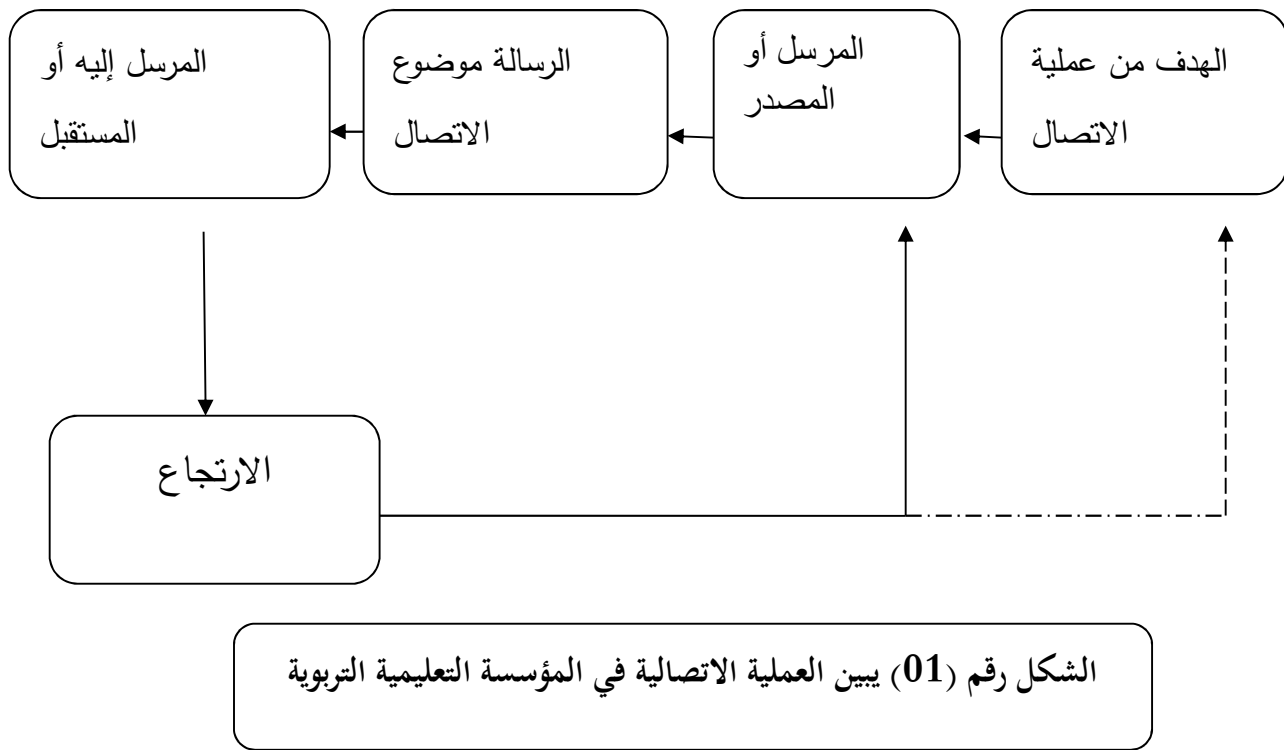 الهدف من عملية
الاتصال
المرسل أو
المصدر
الرسالة موضوع
الاتصال
المرسل إليه أو
المستقبل
الارتجاع
الشكل رقم (01) يبين العملية الاتصالية في المؤسسة التعليمية التربوية